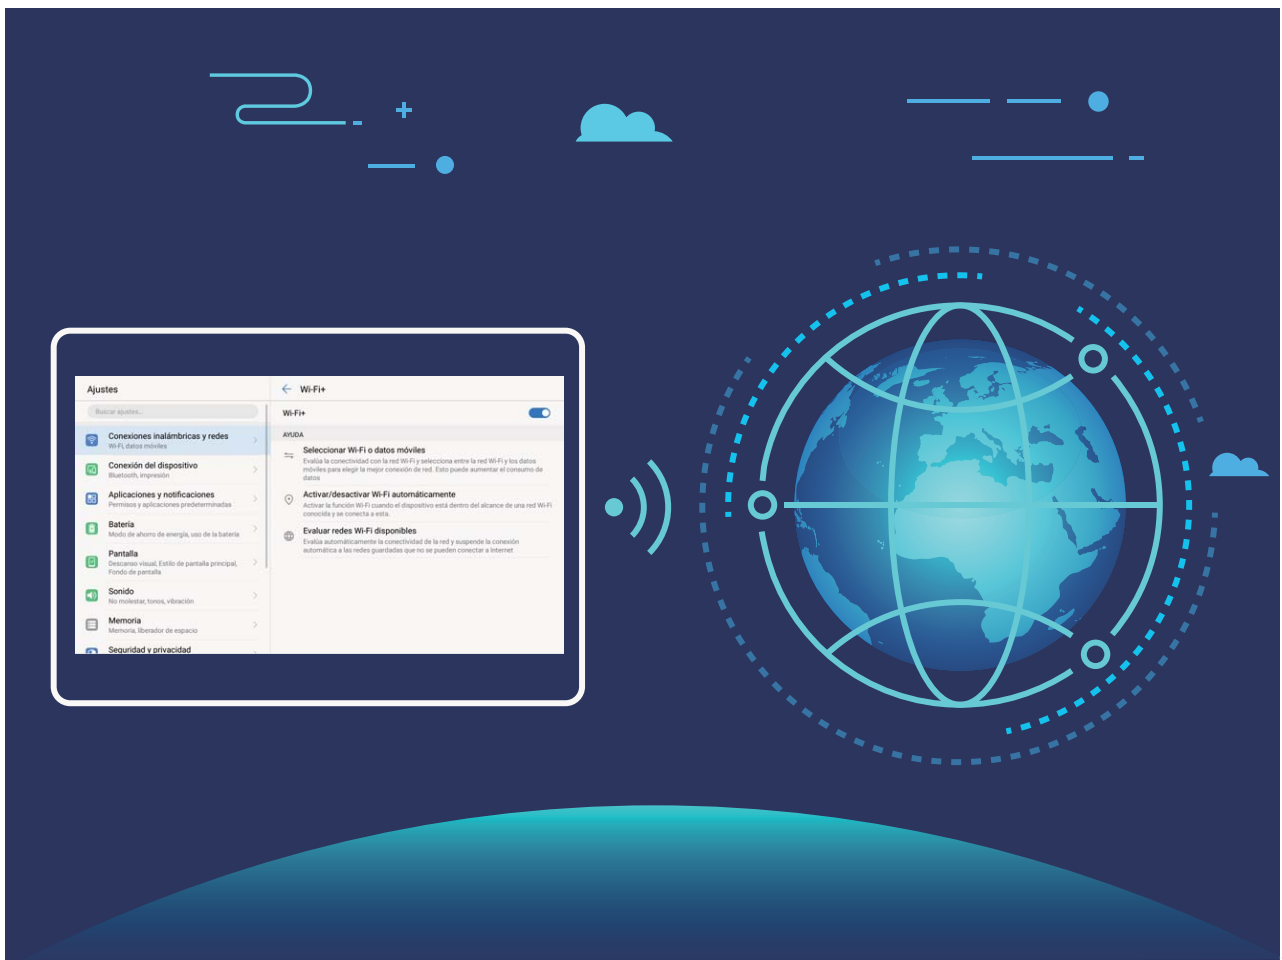 Ajustes
Buscar ajustes...
Conexiones inalámbricas y redes
Wi-Fi, datos móviles
Conexión del dispositivo
Bluetooth, Impresión
Aplicaciones y notificaciones
Permisos y aplicaciones predeterminadas
Batería
Modo de ahorro de energía, uso de la batería
Pantalla
Descanso visual, Estilo de pantalla principal,
Fondo de pantalla
Sonido
No molestar, tonos, vibración
Memoria
Memoria, liberador de espacio
Seguridad y privacidad
Wi-Fi+
Wi-Fi+
AYUDA
Seleccionar Wi-Fi o datos móviles
Evalúa la conectividad con la red Wi-Fi y selecciona entre la red Wi-Fi y los datos
móviles para elegir la mejor conexión de red. Esto puede aumentar el consumo de
datos
Activar/desactivar Wi-Fi automáticamente
Activar la función Wi-Fi cuando el dispositivo está dentro del alcance de una red Wi-Fi
conocida y se conecta a esta.
Evaluar redes Wi-Fi disponibles
Evalúa automáticamente la conectividad de la red y suspende la conexión
automática a las redes guardadas que no se pueden conectar a Internet